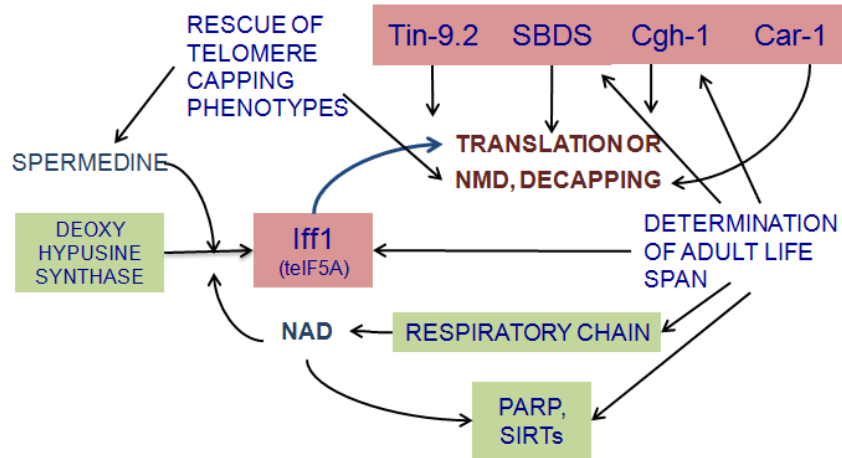 RESCUE OF
TELOMERE
CAPPING
PHENOTYPES
Tin-9.2 SBDS Cgh-1 Car-1
TRANSLATION OR
NMD, DECAPPING
SPERMEDINE
DEOXY
HYPUSINE
SYNTHASE
Iff1
(teIF5A)
DETERMINATION
OF ADULT LIFE
SPAN
NAD
RESPIRATORY CHAIN
PARP,
SIRTs